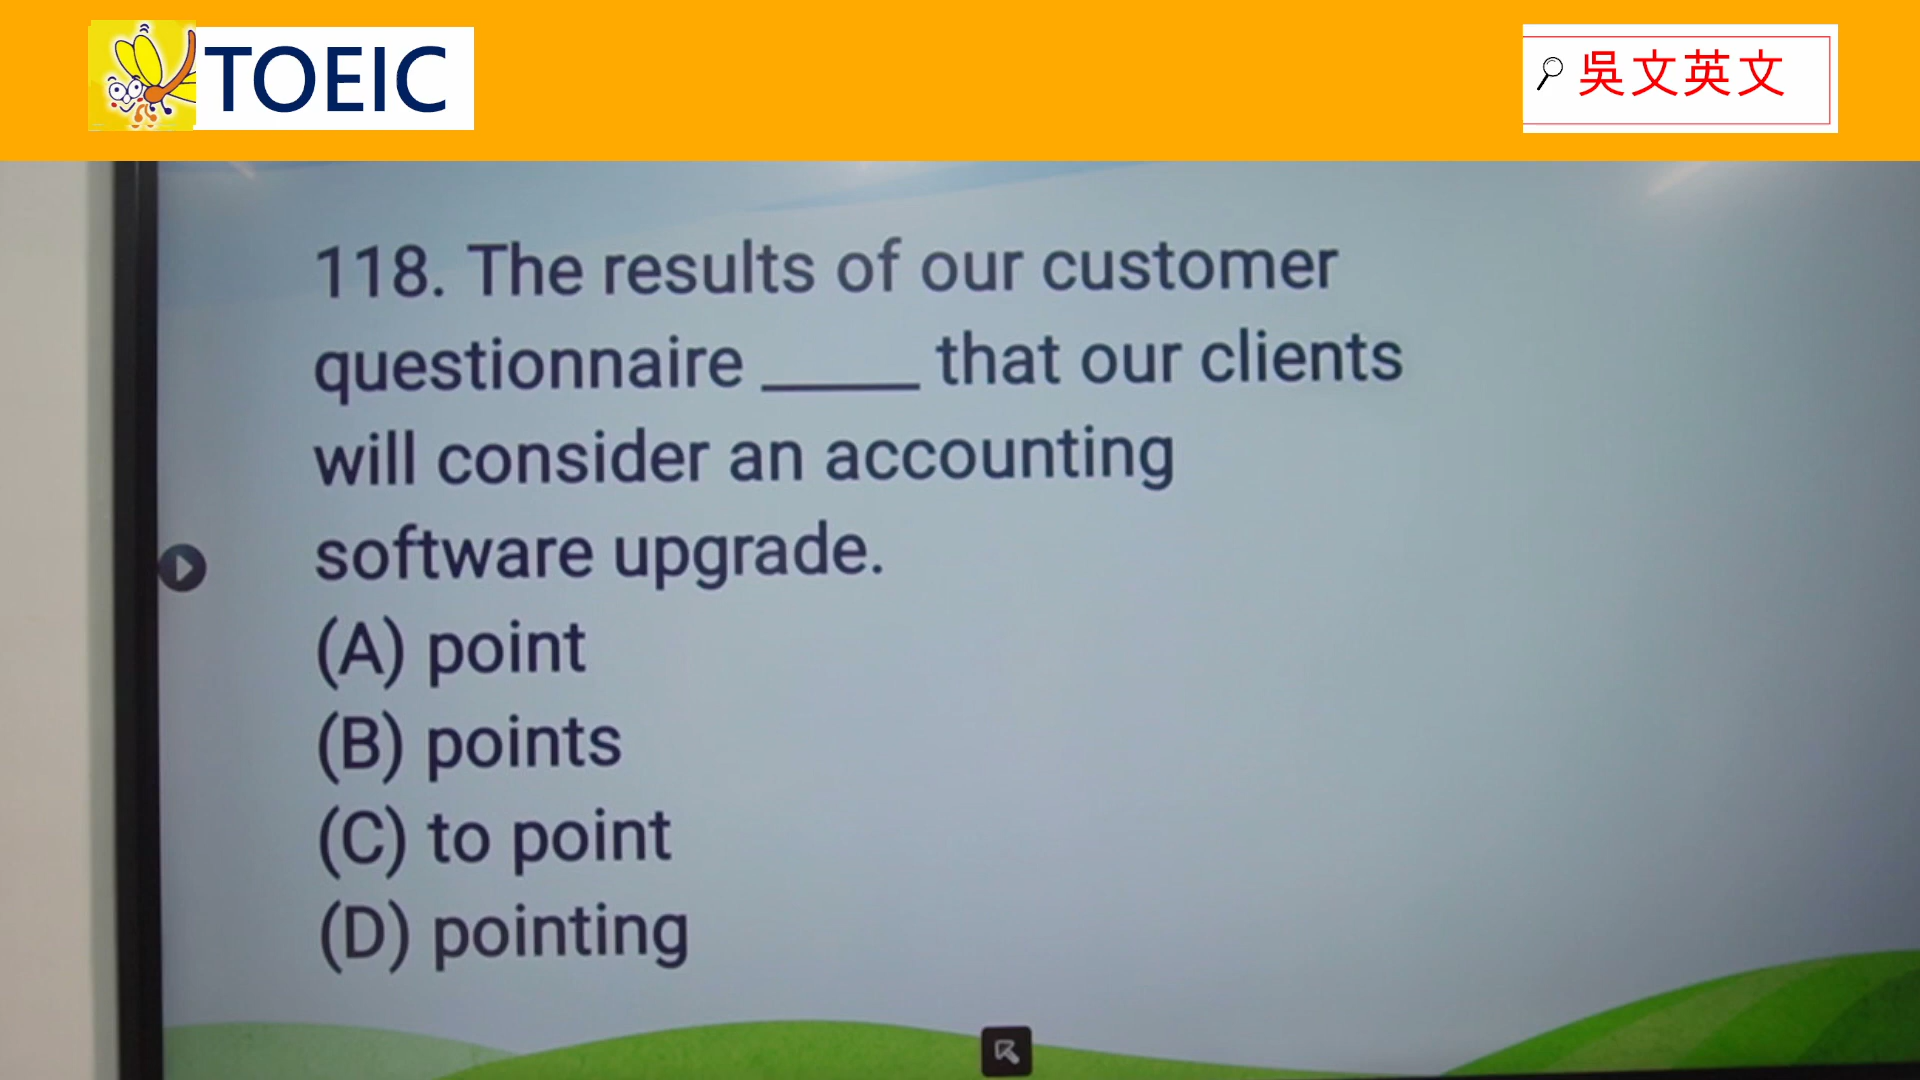 TOEIC
吳文英文
118. The results of our customer
questionnaire _____ that our clients
will consider an accounting
software upgrade.
(A) point
(B) points
(C) to point
(D) pointing